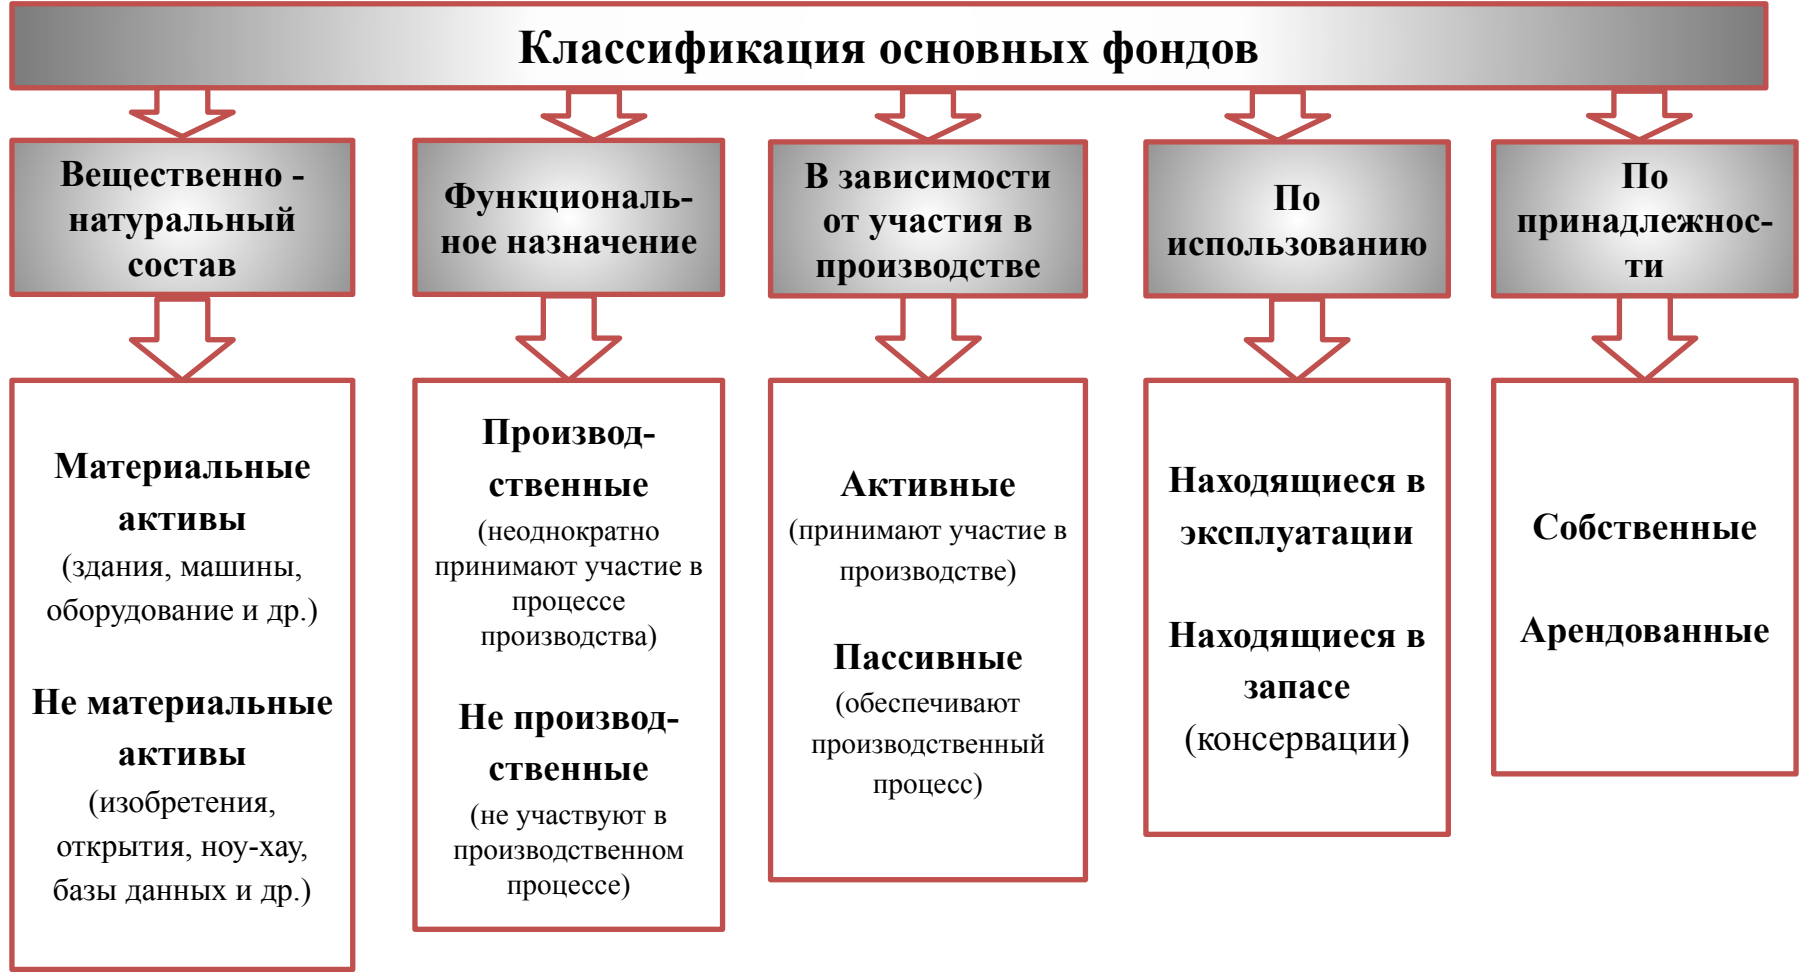 Классификация основных фондов
Вещественно -
натуральный
состав
Функциональ-
ное назначение
В зависимости
от участия в
производстве
По
использованию
По
принадлежнос-
ти
Материальные
активы
(здания, машины,
оборудование и др.)
Не материальные
активы
(изобретения,
открытия, ноу-хау,
базы данных и др.)
Производ-
ственные
(неоднократно
принимают участие в
процессе
производства)
Не производ-
ственные
(не участвуют в
производственном
процессе)
Активные
(принимают участие в
производстве)
Пассивные
(обеспечивают
производственный
процесс)
Находящиеся в
эксплуатации
Находящиеся в
запасе
(консервации)
Собственные
Арендованные